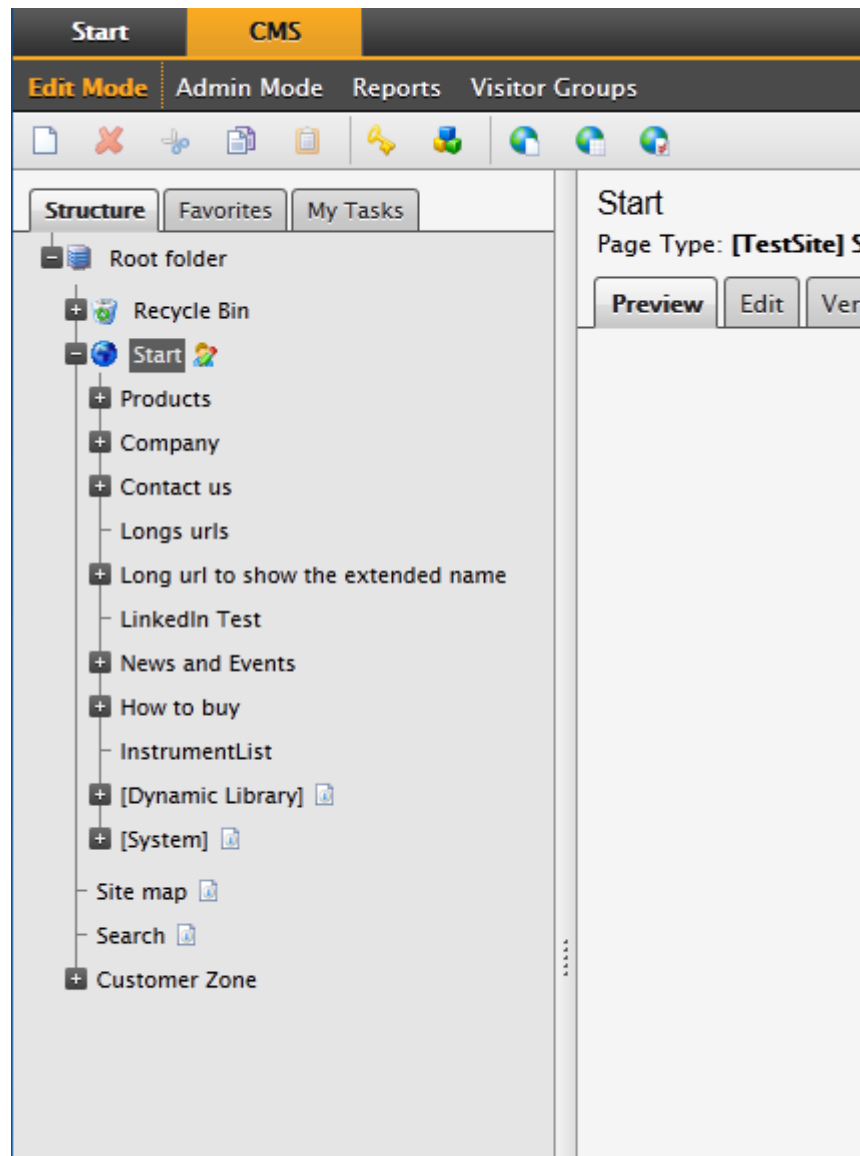 Start CMS
Edit Mode Admin Mode Reports Visitor Groups
Structure Favorites My Tasks
Root folder
Recycle Bin
Start
Products
Company
Contact us
Longs urls
Long url to show the extended name
LinkedIn Test
News and Events
How to buy
InstrumentList
[Dynamic Library]
[System]
Site map
Search
Customer Zone
Start
Page Type: [TestSite] S
Preview Edit Ver